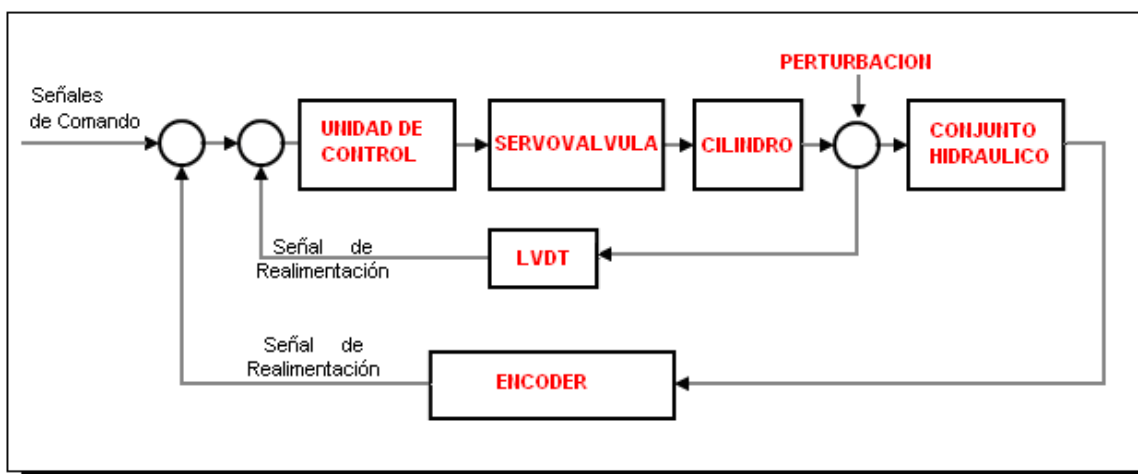 PERTURBACION
Señales
de Comando
UNIDAD DE
CONTROL
SERVOVALVULA
CILINDRO
CONJUNTO
HIDRAULICO
Señal de
Realimentación
LVDT
Señal de
Realimentación
ENCODER